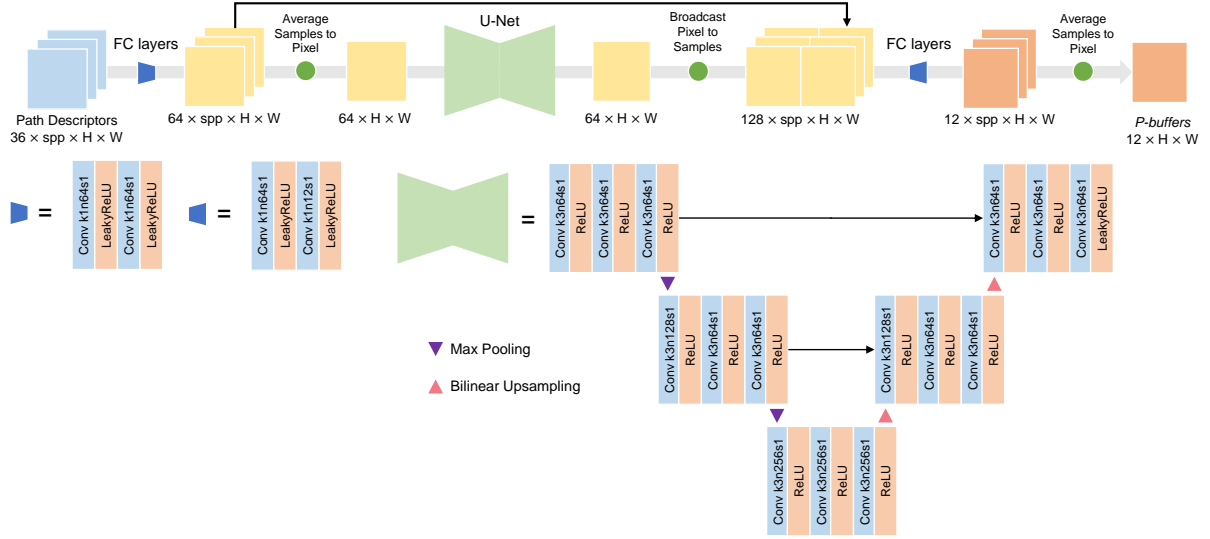 Average
Samples to
Pixel
U-Net
Broadcast
Pixel to
Samples
Average
Samples to
Pixel
FC layers
FC layers
Path Descriptors
36 × spp × H × W
64 × spp × H × W
64 × H × W
64 × H × W
128 × spp × H × W
12 × spp × H × W
P-buffers
12 × H × W
=
Conv k1n64s1
LeakyReLU
Conv k1n64s1
LeakyReLU
=
Conv k1n64s1
LeakyReLU
Conv k1n12s1
LeakyReLU
=
Conv k3n64s1
ReLU
Conv k3n64s1
ReLU
Conv k3n64s1
ReLU
Conv k3n64s1
ReLU
Conv k3n64s1
ReLU
Conv k3n64s1
LeakyReLU
Conv k3n128s1
ReLU
Conv k3n64s1
ReLU
Conv k3n64s1
ReLU
Conv k3n128s1
ReLU
Conv k3n64s1
ReLU
Conv k3n64s1
ReLU
Max Pooling
Bilinear Upsampling
Conv k3n256s1
ReLU
Conv k3n256s1
ReLU
Conv k3n256s1
ReLU